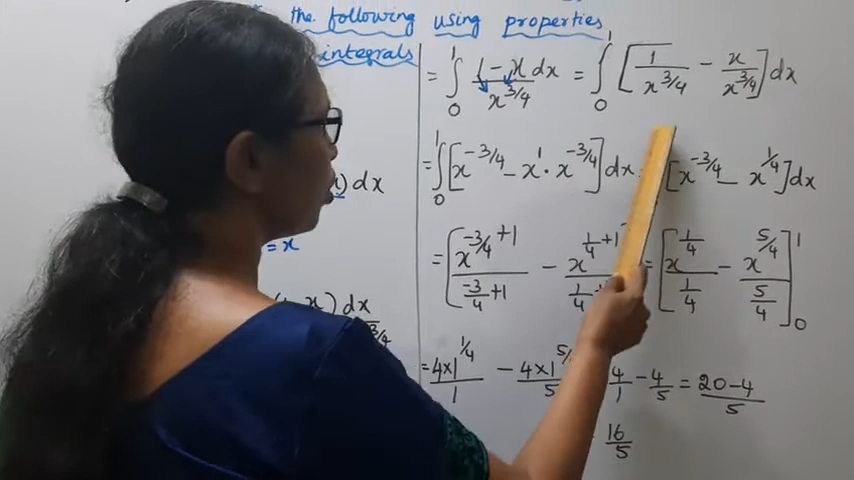 the following using properties
integrals
= ∫₀¹ (1-x dx)/x^(3/4) = ∫₀¹ [1/x^(3/4) - x/x^(3/4)] dx
) dx
= ∫₀¹ [x^(-3/4) - x¹ · x^(-3/4)] dx [x^(-3/4) - x^(1/4)] dx
= x
= [x^(-3/4 +1)/(-3/4 +1) - x^(1/4 +1)/(1/4 = [x^(1/4)/(1/4) - x^(5/4)/(5/4)]₀¹
x) dx
3/4
= 4×1^(1/4)/1 - 4×1^(5/ /5 4/1 - 4/5 = (20-4)/5
16/5